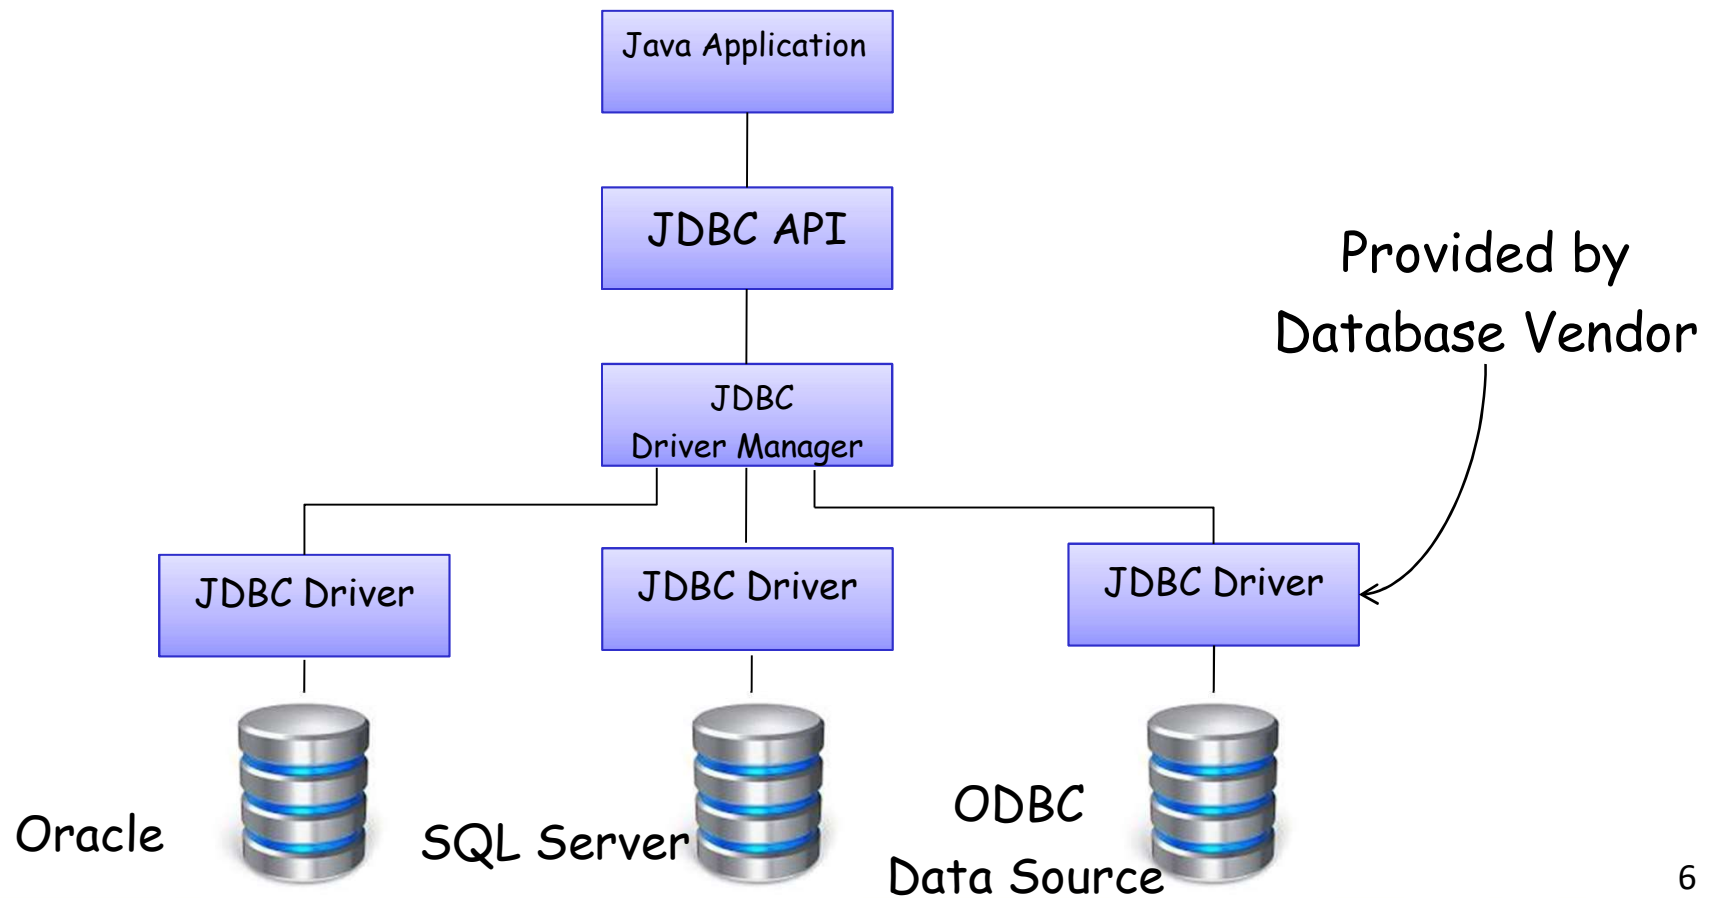 Java Application
JDBC API
Provided by
Database Vendor
JDBC
Driver Manager
JDBC Driver
JDBC Driver
JDBC Driver
Oracle
SQL Server
ODBC
Data Source
6